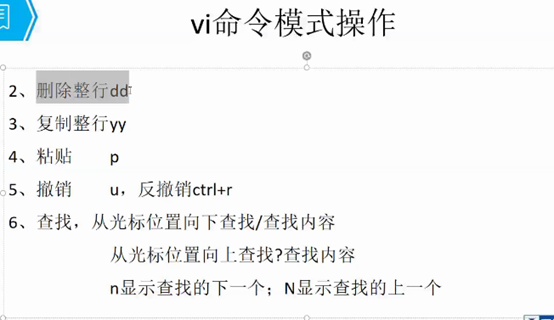 vi命令模式操作
2、删除整行dd
3、复制整行yy
4、粘贴 p
5、撤销 u，反撤销ctrl+r
6、查找，从光标位置向下查找/查找内容
从光标位置向上查找?查找内容
n显示查找的下一个；N显示查找的上一个